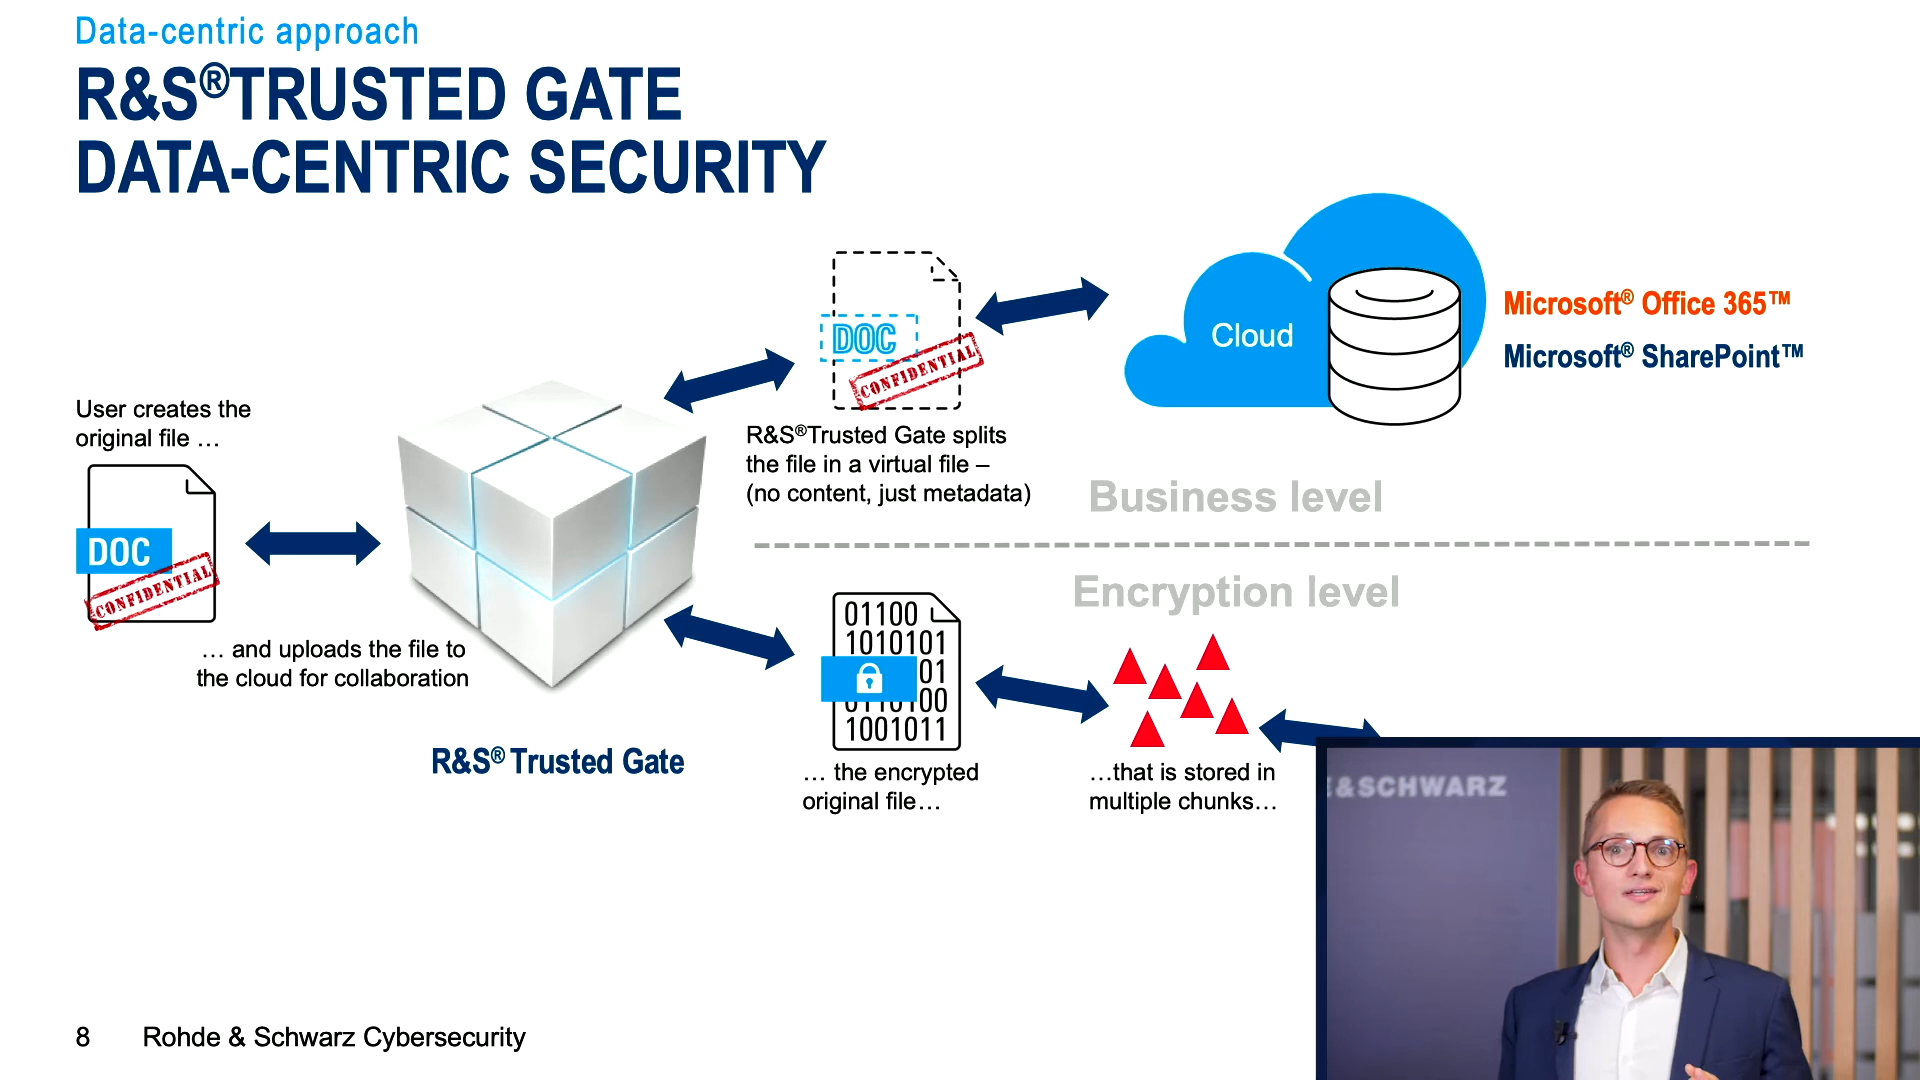 Data-centric approach
R&S®TRUSTED GATE
DATA-CENTRIC SECURITY
User creates the
original file …
DOC
CONFIDENTIAL
… and uploads the file to
the cloud for collaboration
R&S® Trusted Gate
DOC
CONFIDENTIAL
R&S®Trusted Gate splits
the file in a virtual file –
(no content, just metadata)
Cloud
Microsoft® Office 365™
Microsoft® SharePoint™
Business level
Encryption level
01100
1010101
01
0110100
1001011
… the encrypted
original file…
…that is stored in
multiple chunks…
E&SCHWARZ
8 Rohde & Schwarz Cybersecurity